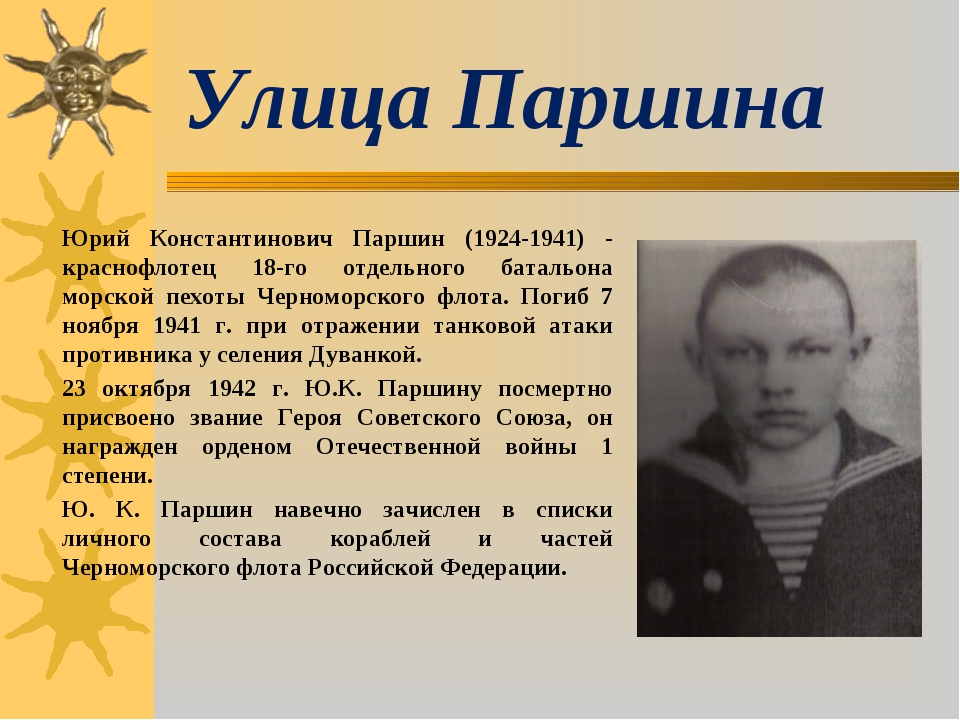 Улица Паршина
Юрий Константинович Паршин (1924-1941) -
краснофлотец 18-го отдельного батальона
морской пехоты Черноморского флота. Погиб 7
ноября 1941 г. при отражении танковой атаки
противника у селения Дуванкой.
23 октября 1942 г. Ю.К. Паршину посмертно
присвоено звание Героя Советского Союза, он
награжден орденом Отечественной войны 1
степени.
Ю. К. Паршин навечно зачислен в списки
личного состава кораблей и частей
Черноморского флота Российской Федерации.